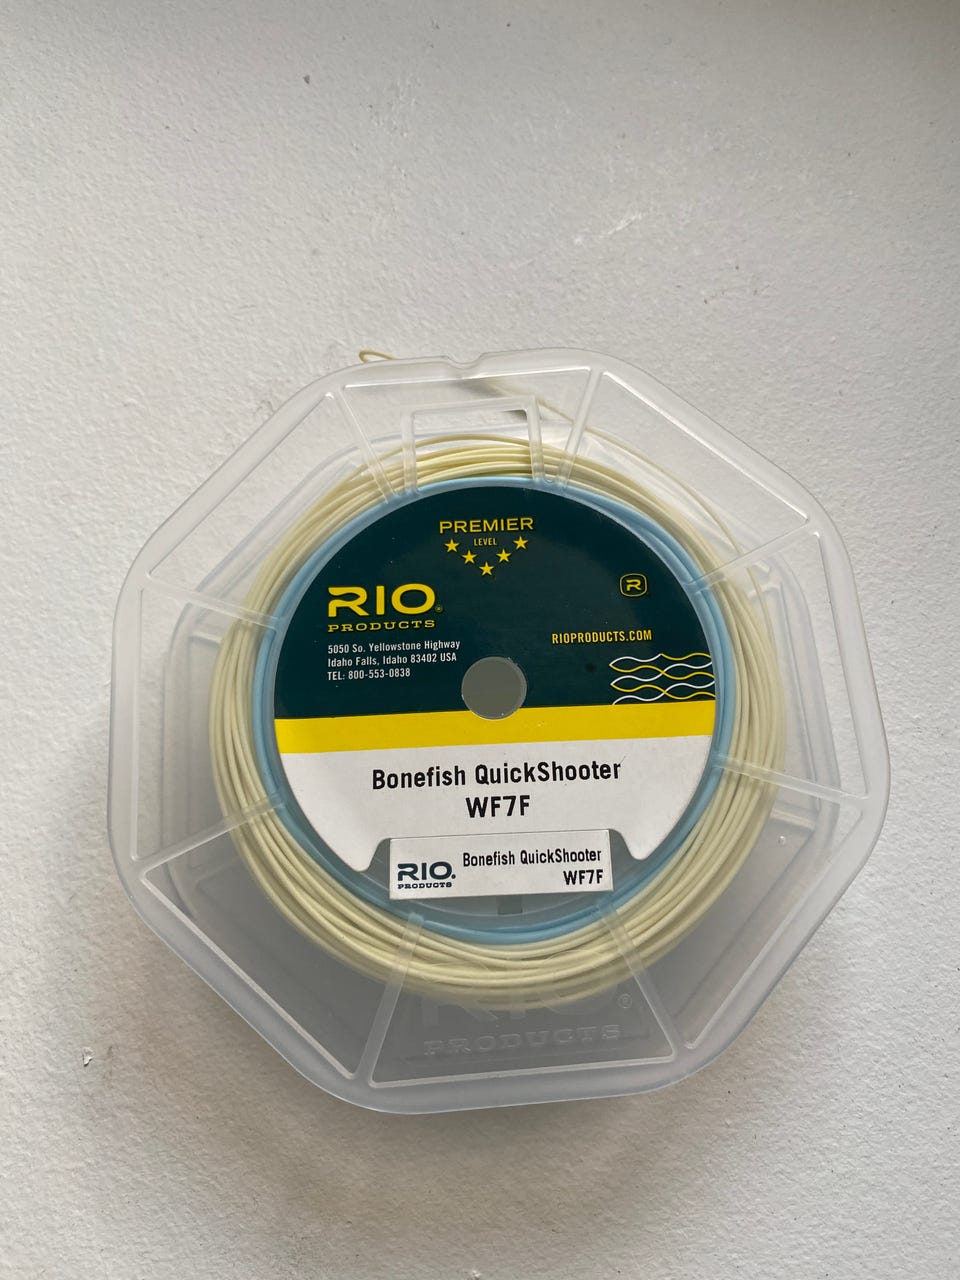 PREMIER
LEVEL
RIO®
PRODUCTS
R
5050 So. Yellowstone Highway
Idaho Falls, Idaho 83402 USA
TEL: 800-553-0838
RIOPRODUCTS.COM
Bonefish QuickShooter
WF7F
RIO.
PRODUCTS
Bonefish QuickShooter
WF7F
RIO®
PRODUCTS